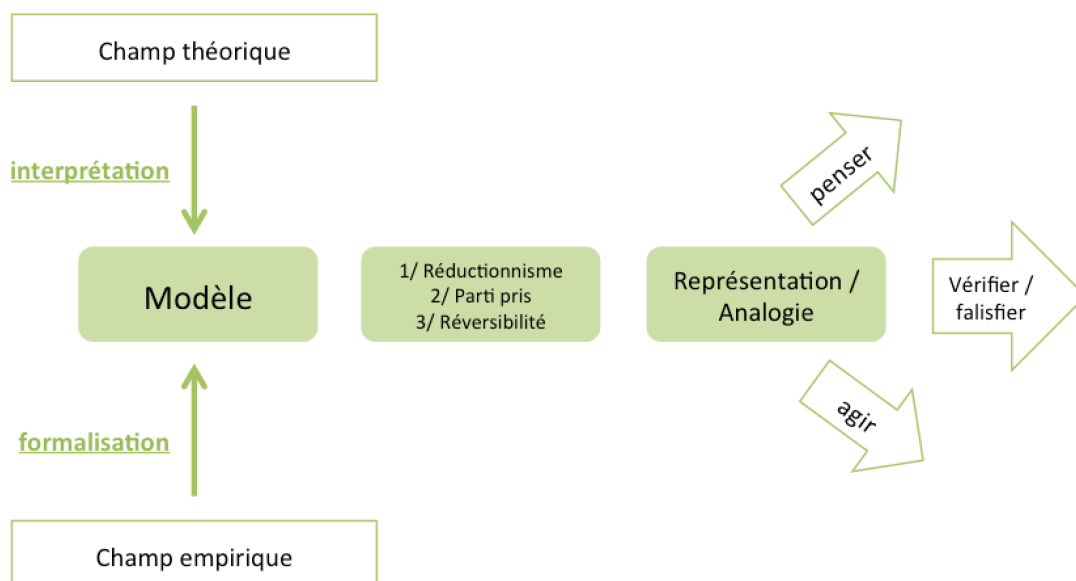 Champ théorique
interprétation
penser
Modèle
1/ Réductionnisme
2/ Parti pris
3/ Réversibilité
Représentation /
Analogie
Vérifier /
falisfier
agir
formalisation
Champ empirique